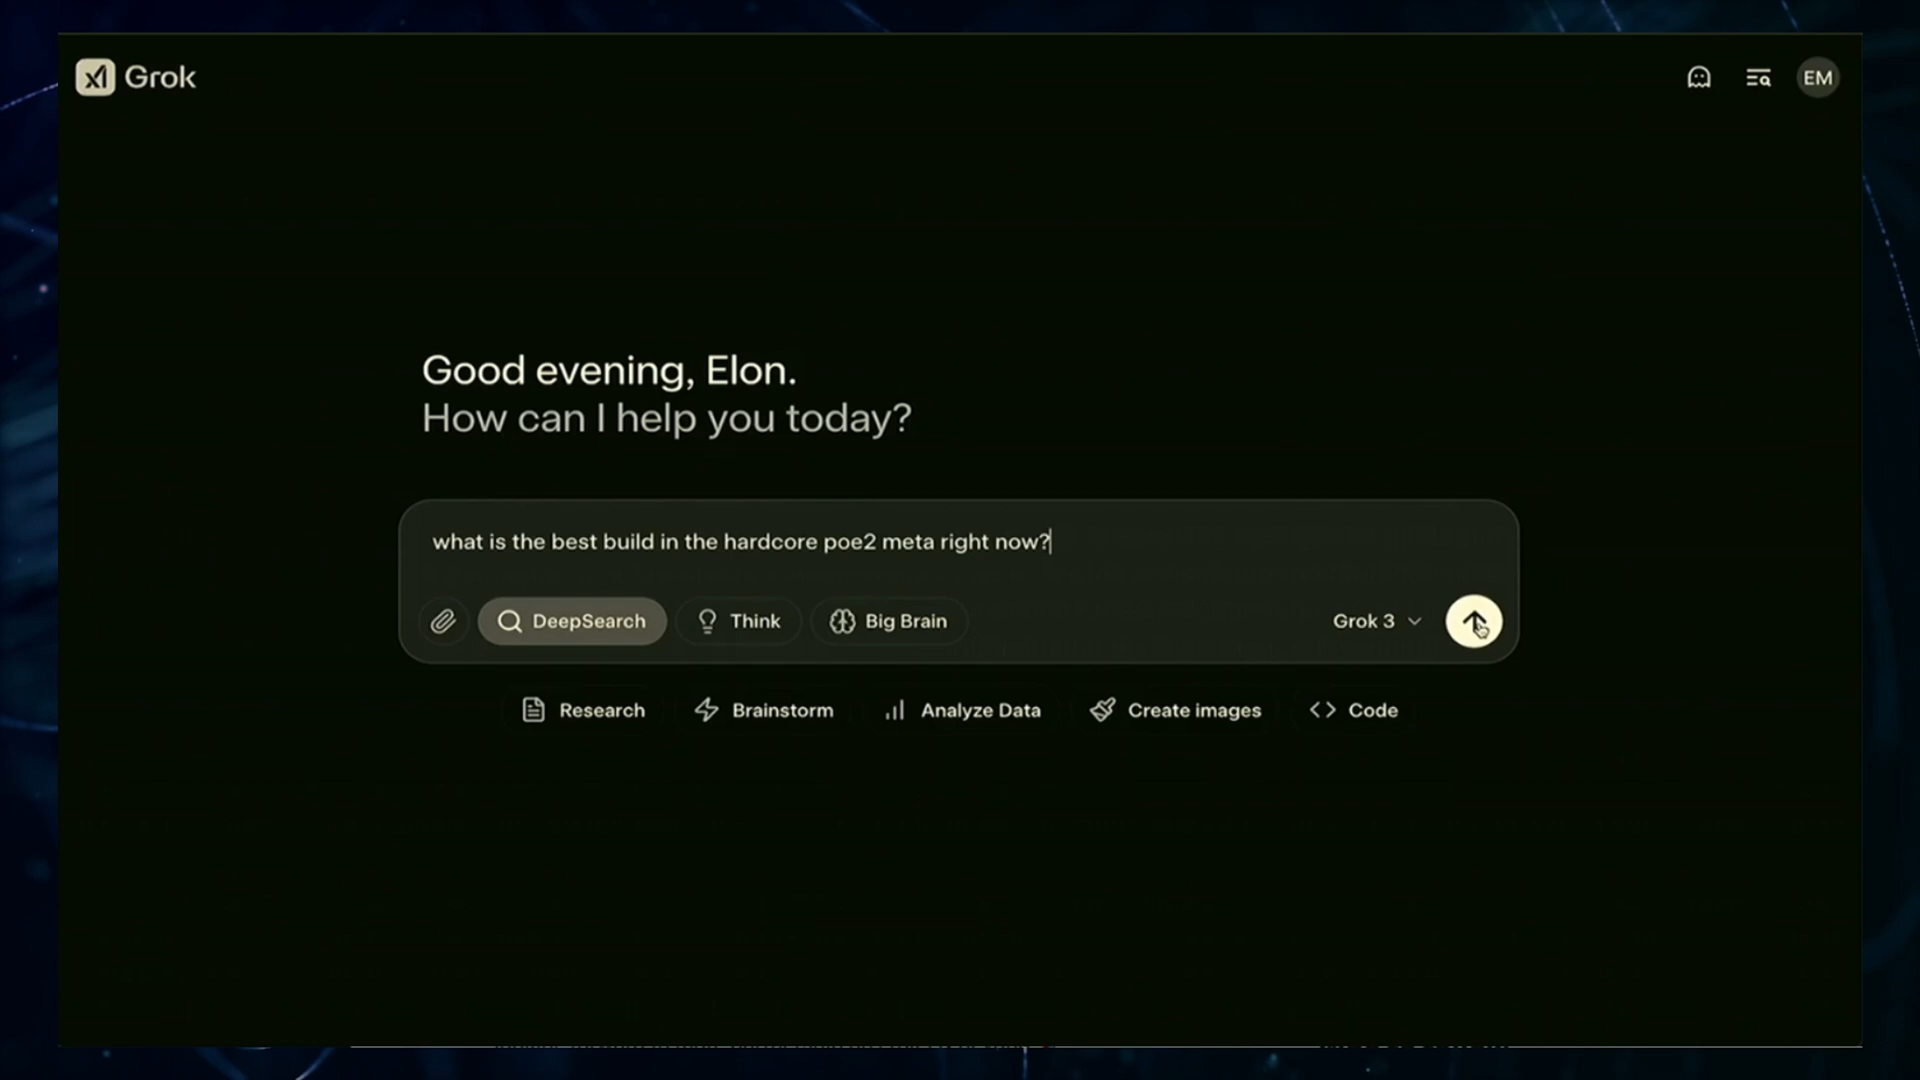 xI Grok
EM
Good evening, Elon.
How can I help you today?
what is the best build in the hardcore poe2 meta right now?
DeepSearch Think Big Brain Grok 3
Research Brainstorm Analyze Data Create images Code